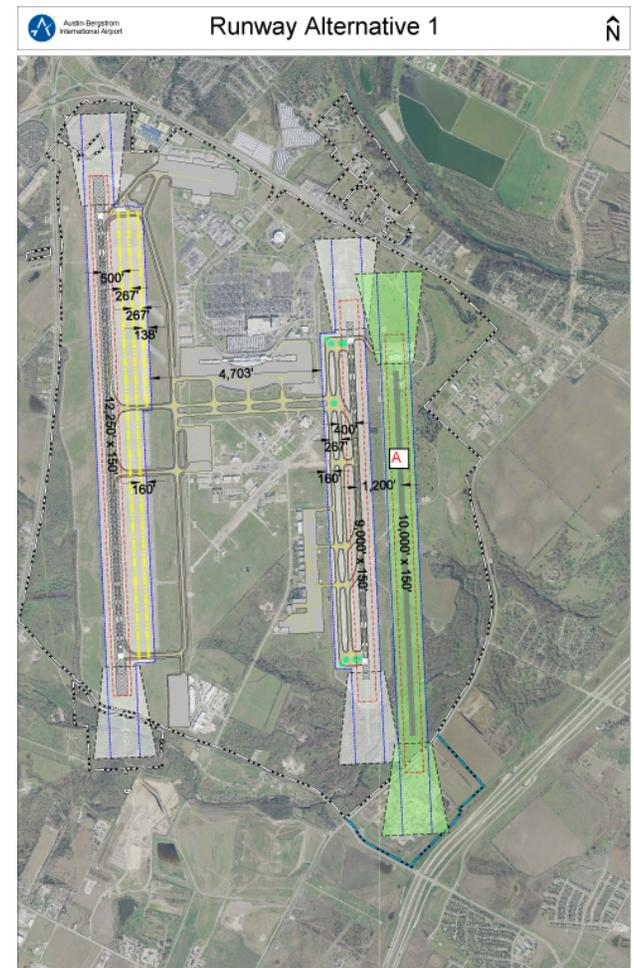 Austin-Bergstrom
International Airport
Runway Alternative 1
N
500'
267'
267'
138'
4,703'
12,250' x 150'
160'
400'
267'
160'
1,200'
A
9,000' x 150'
10,000' x 150'